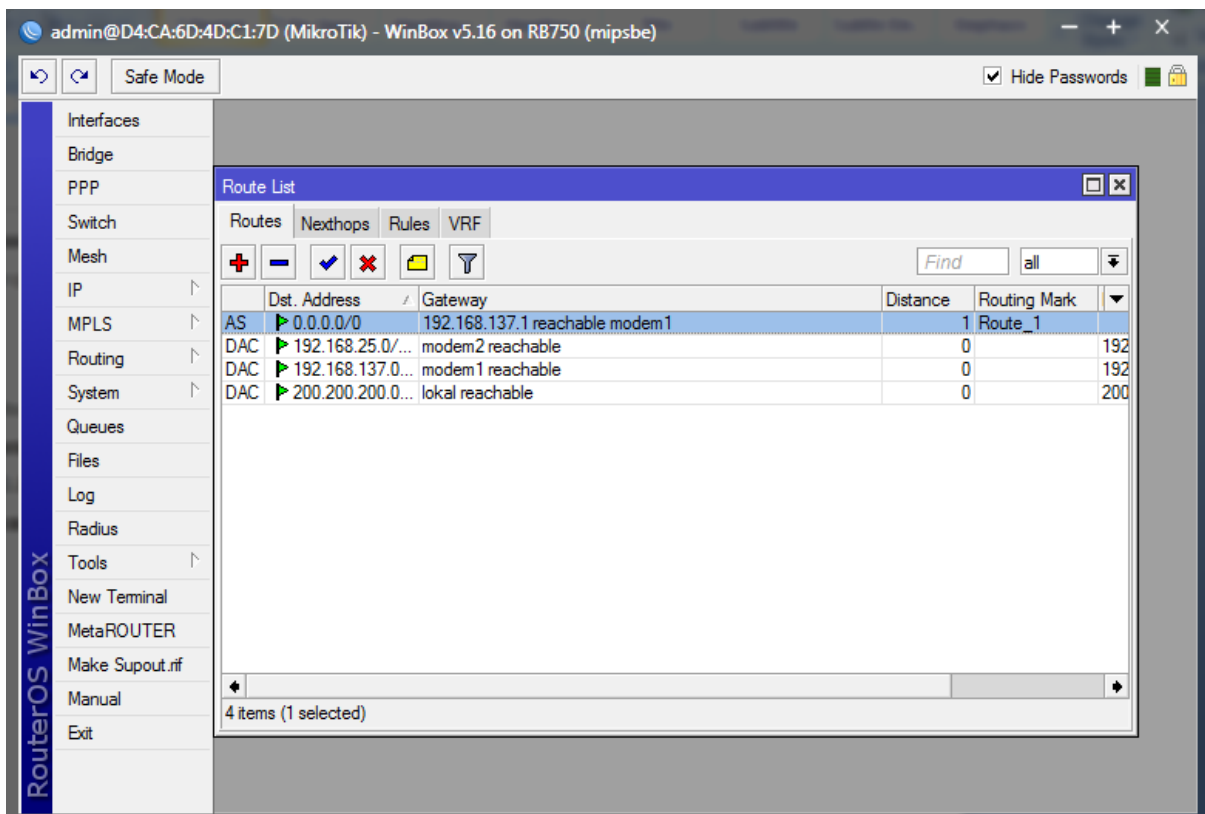 admin@D4:CA:6D:4D:C1:7D (MikroTik) - WinBox v5.16 on RB750 (mipsbe)
Safe Mode
Hide Passwords
Interfaces
Bridge
PPP
Switch
Mesh
IP
MPLS
Routing
System
Queues
Files
Log
Radius
Tools
New Terminal
MetaROUTER
Make Supout.rif
Manual
Exit
RouterOS WinBox
Route List
Routes Nexthops Rules VRF
Find all
Dst. Address Gateway Distance Routing Mark
AS 0.0.0.0/0 192.168.137.1 reachable modem1 1 Route_1
DAC 192.168.25.0/... modem2 reachable 0 192
DAC 192.168.137.0... modem1 reachable 0 192
DAC 200.200.200.0... lokal reachable 0 200
4 items (1 selected)